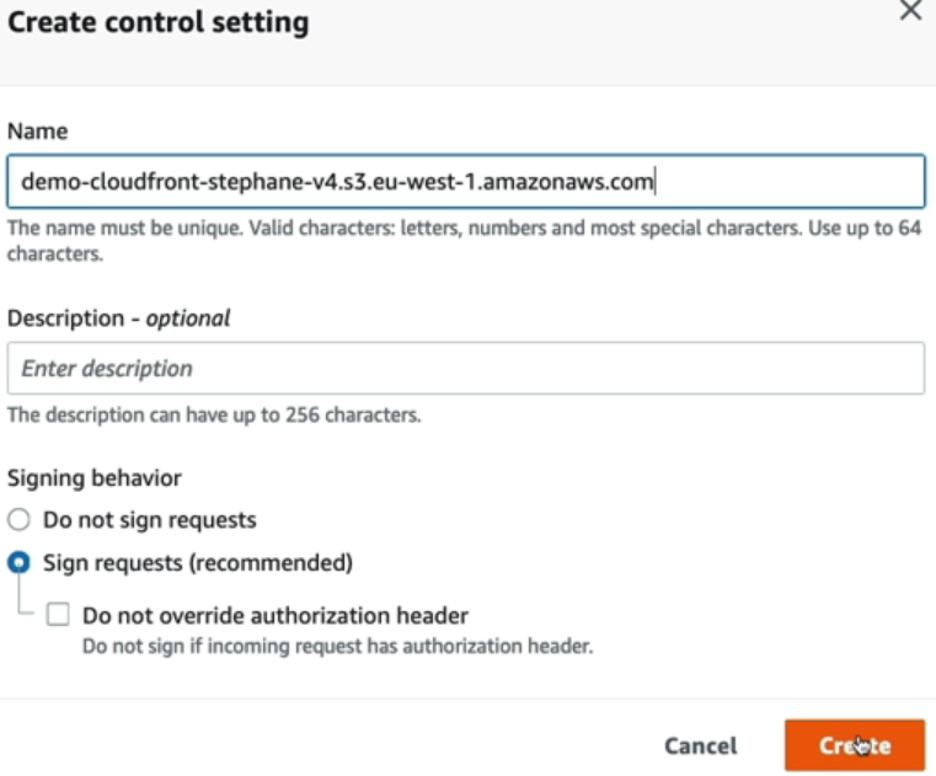 Create control setting
Name
demo-cloudfront-stephane-v4.s3.eu-west-1.amazonaws.com
The name must be unique. Valid characters: letters, numbers and most special characters. Use up to 64
characters.
Description - optional
Enter description
The description can have up to 256 characters.
Signing behavior
Do not sign requests
Sign requests (recommended)
Do not override authorization header
Do not sign if incoming request has authorization header.
Cancel Create